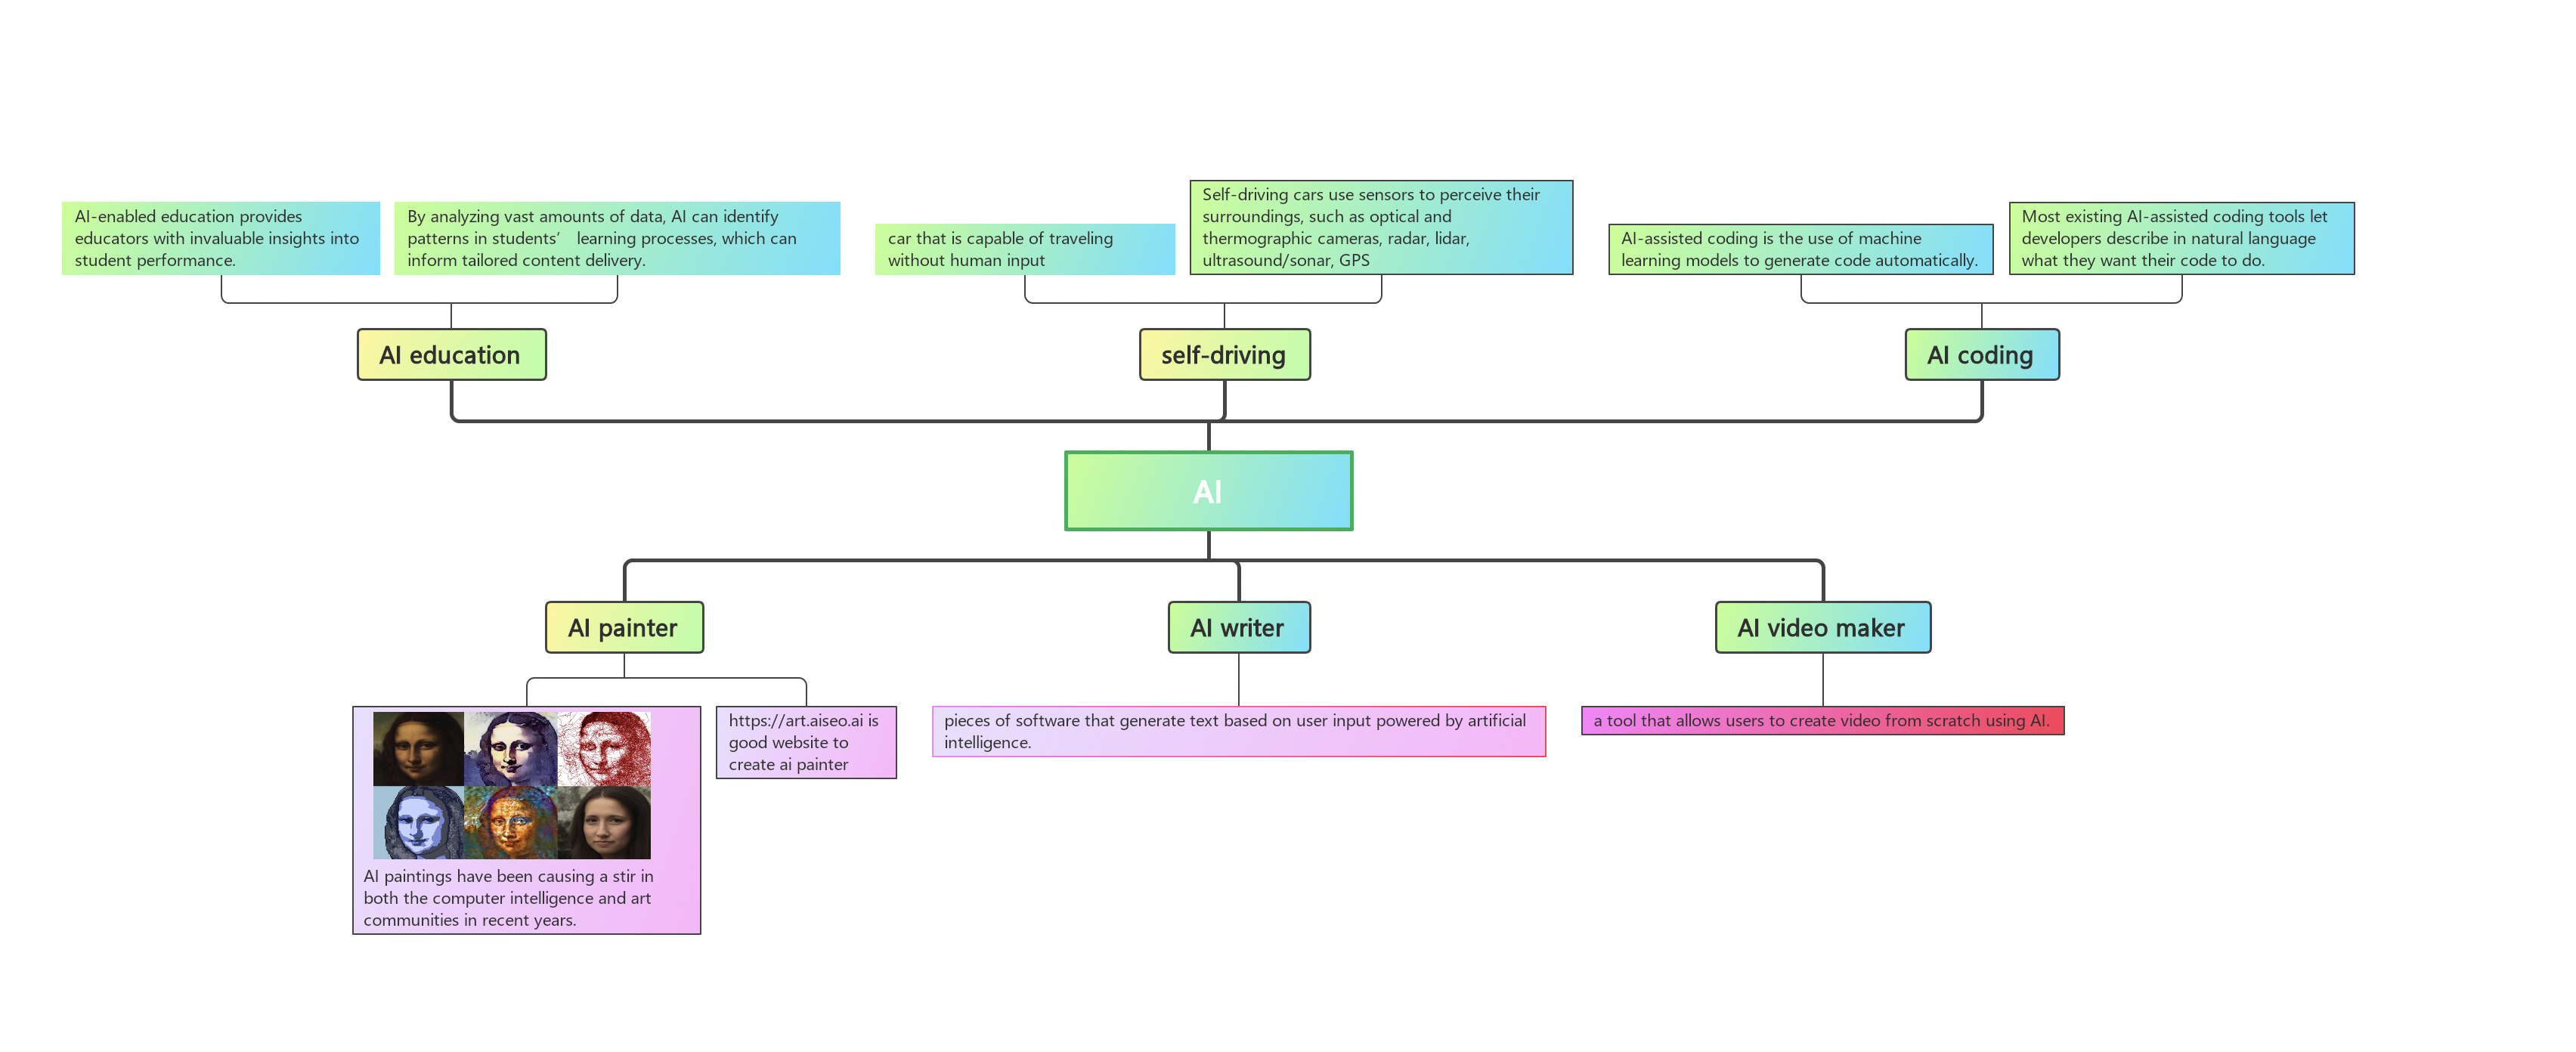 AI-enabled education provides
educators with invaluable insights into
student performance.
By analyzing vast amounts of data, AI can identify
patterns in students’ learning processes, which can
inform tailored content delivery.
car that is capable of traveling
without human input
Self-driving cars use sensors to perceive their
surroundings, such as optical and
thermographic cameras, radar, lidar,
ultrasound/sonar, GPS
AI-assisted coding is the use of machine
learning models to generate code automatically.
Most existing AI-assisted coding tools let
developers describe in natural language
what they want their code to do.
AI education
self-driving
AI coding
AI
AI painter
AI writer
AI video maker
AI paintings have been causing a stir in
both the computer intelligence and art
communities in recent years.
https://art.aiseo.ai is
good website to
create ai painter
pieces of software that generate text based on user input powered by artificial
intelligence.
a tool that allows users to create video from scratch using AI.